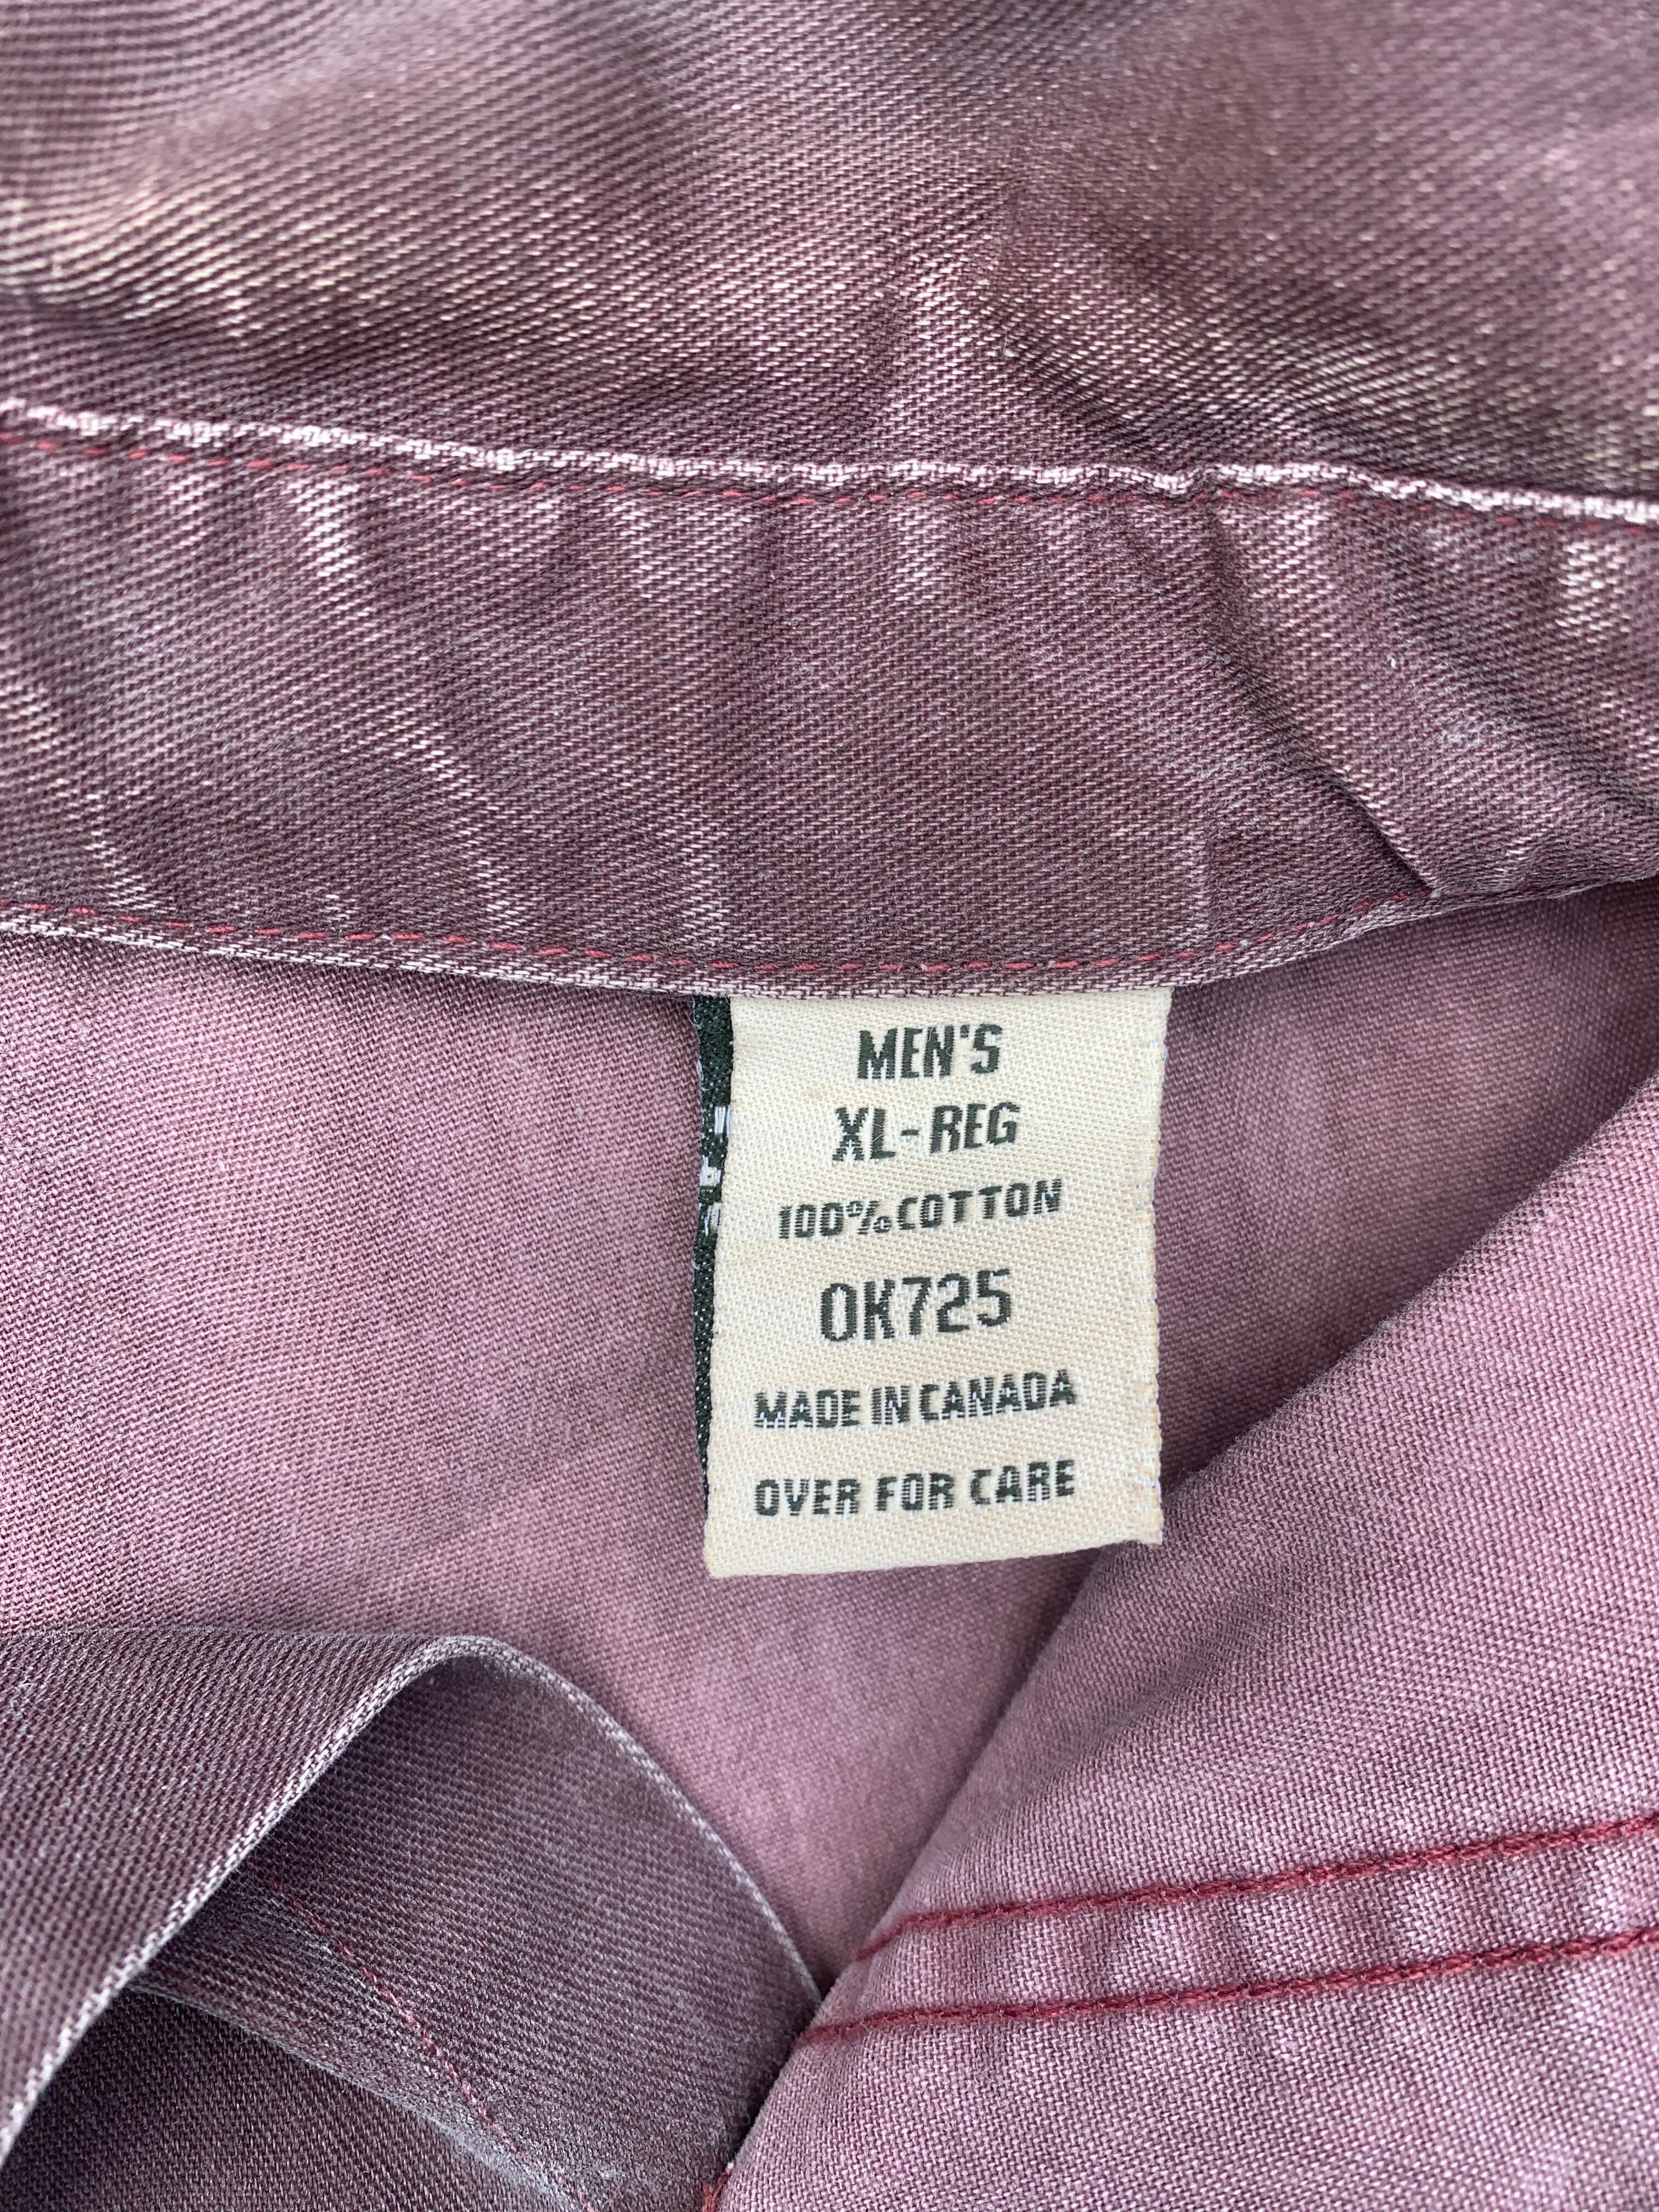 MEN'S
XL-REG
100% COTTON
OK725
MADE IN CANADA
OVER FOR CARE